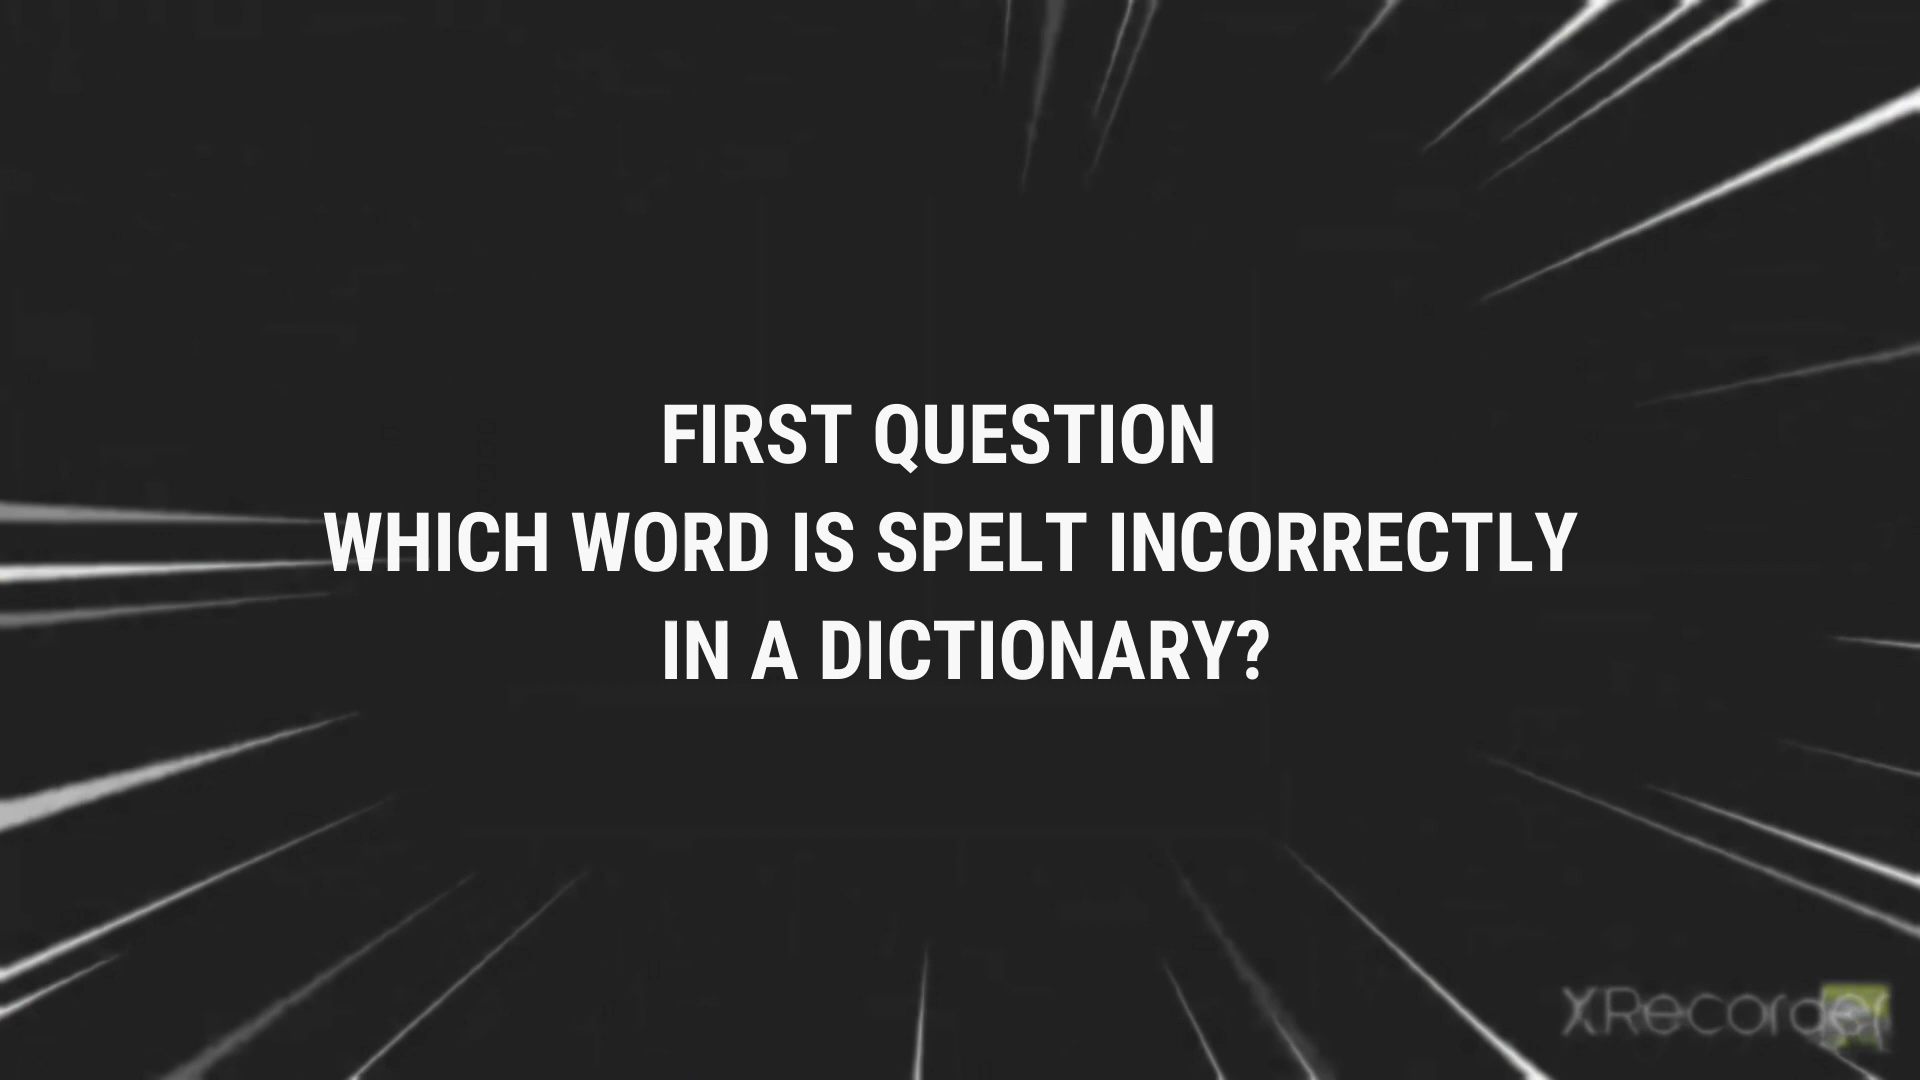 FIRST QUESTION
WHICH WORD IS SPELT INCORRECTLY
IN A DICTIONARY?
XRecorder